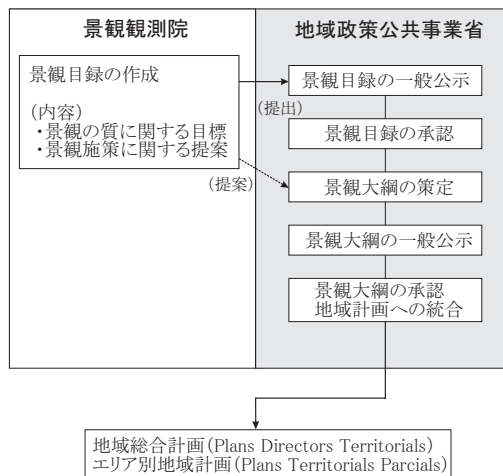 景観観測院
地域政策公共事業省
景観目録の作成
(内容)
・景観の質に関する目標
・景観施策に関する提案
(提出)
(提案)
景観目録の一般公示
景観目録の承認
景観大綱の策定
景観大綱の一般公示
景観大綱の承認
地域計画への統合
地域総合計画(Plans Directors Territorials)
エリア別地域計画(Plans Territorials Parcials)